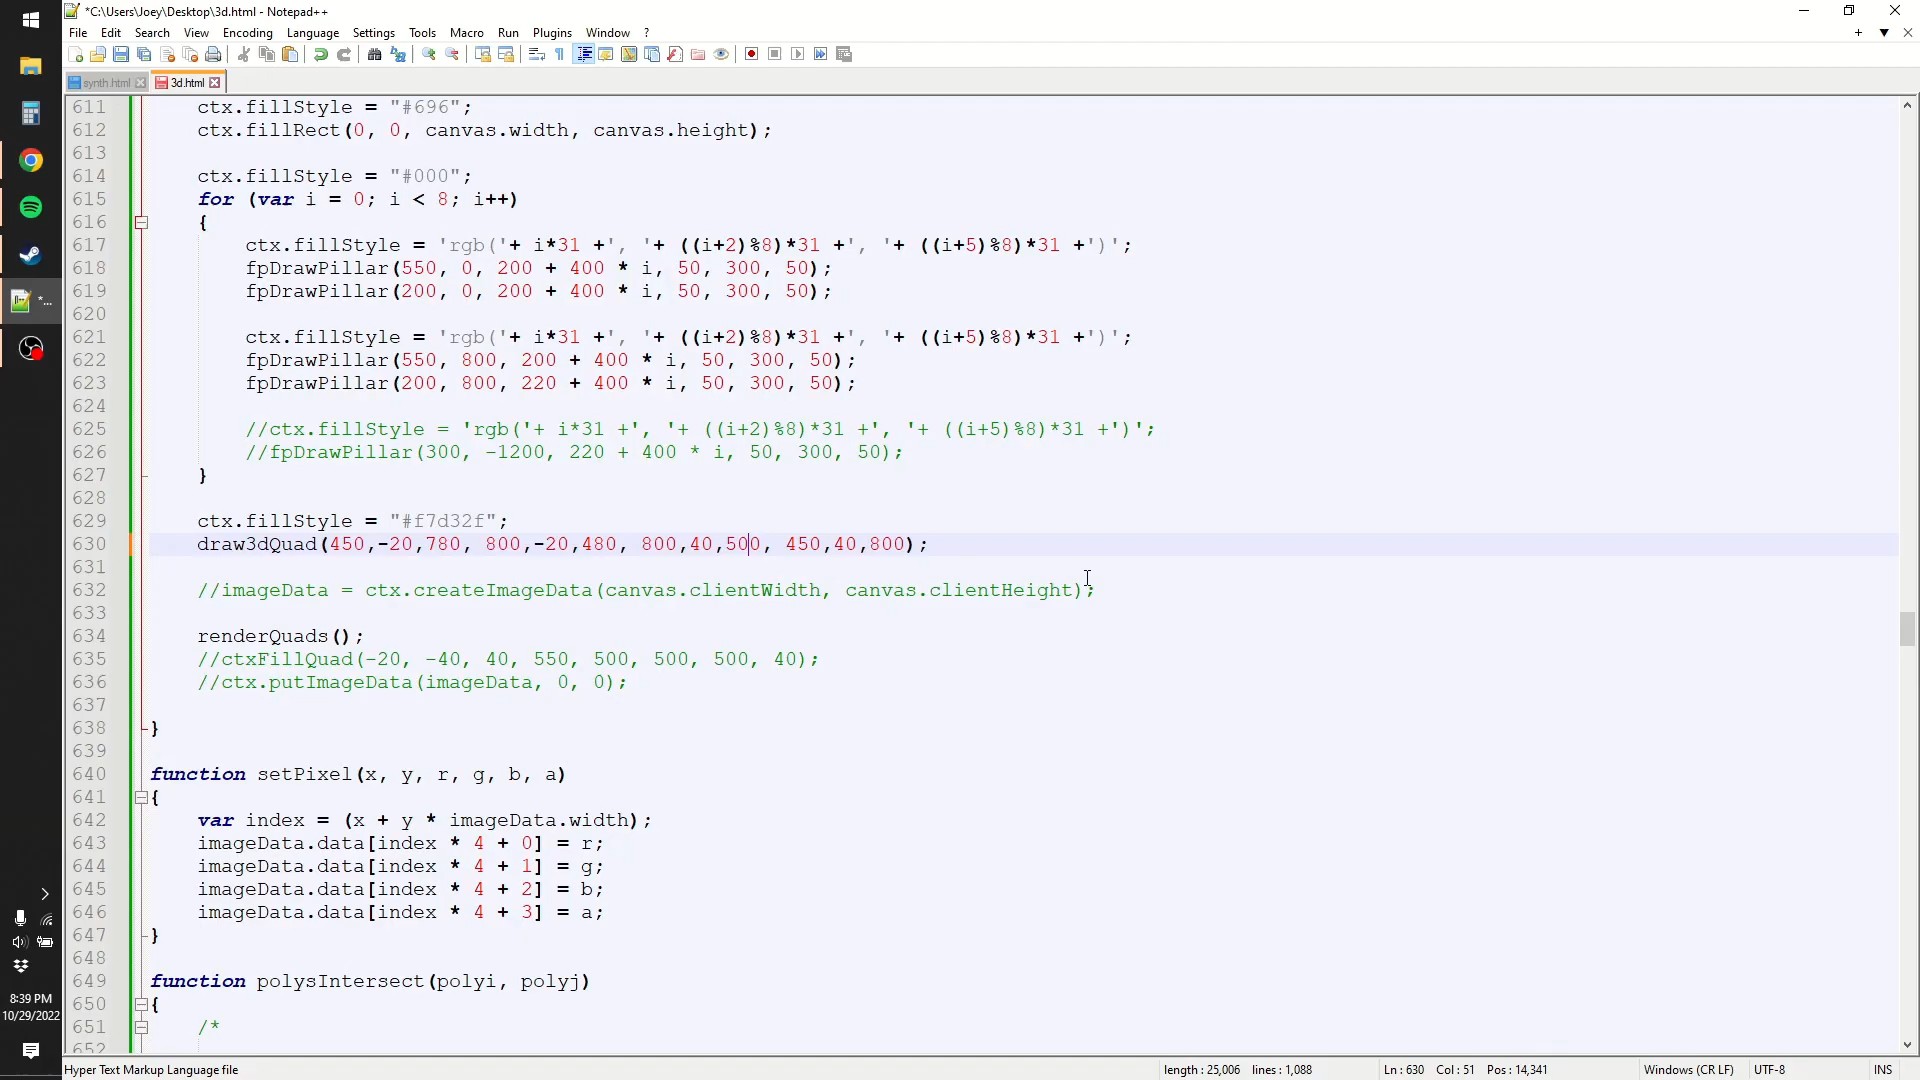 *C:\Users\Joey\Desktop\3d.html - Notepad++
File Edit Search View Encoding Language Settings Tools Macro Run Plugins Window ?
synth.html 3d.html
611 ctx.fillStyle = "#696";
612 ctx.fillRect(0, 0, canvas.width, canvas.height);
613
614 ctx.fillStyle = "#000";
615 for (var i = 0; i < 8; i++)
616 {
617 ctx.fillStyle = 'rgb('+ i*31 +', '+ ((i+2)%8)*31 +', '+ ((i+5)%8)*31 +')';
618 fpDrawPillar(550, 0, 200 + 400 * i, 50, 300, 50);
619 fpDrawPillar(200, 0, 200 + 400 * i, 50, 300, 50);
620
621 ctx.fillStyle = 'rgb('+ i*31 +', '+ ((i+2)%8)*31 +', '+ ((i+5)%8)*31 +')';
622 fpDrawPillar(550, 800, 200 + 400 * i, 50, 300, 50);
623 fpDrawPillar(200, 800, 220 + 400 * i, 50, 300, 50);
624
625 //ctx.fillStyle = 'rgb('+ i*31 +', '+ ((i+2)%8)*31 +', '+ ((i+5)%8)*31 +')';
626 //fpDrawPillar(300, -1200, 220 + 400 * i, 50, 300, 50);
627 }
628
629 ctx.fillStyle = "#f7d32f";
630 draw3dQuad(450,-20,780, 800,-20,480, 800,40,500, 450,40,800);
631
632 //imageData = ctx.createImageData(canvas.clientWidth, canvas.clientHeight);
633
634 renderQuads();
635 //ctxFillQuad(-20, -40, 40, 550, 500, 500, 500, 40);
636 //ctx.putImageData(imageData, 0, 0);
637
638 }
639
640 function setPixel(x, y, r, g, b, a)
641 {
642 var index = (x + y * imageData.width);
643 imageData.data[index * 4 + 0] = r;
644 imageData.data[index * 4 + 1] = g;
645 imageData.data[index * 4 + 2] = b;
646 imageData.data[index * 4 + 3] = a;
647 }
648
649 function polysIntersect(polyi, polyj)
650 {
651 /*
652
8:39 PM
10/29/2022
Hyper Text Markup Language file length : 25,006 lines : 1,088 Ln : 630 Col : 51 Pos : 14,341 Windows (CR LF) UTF-8 INS